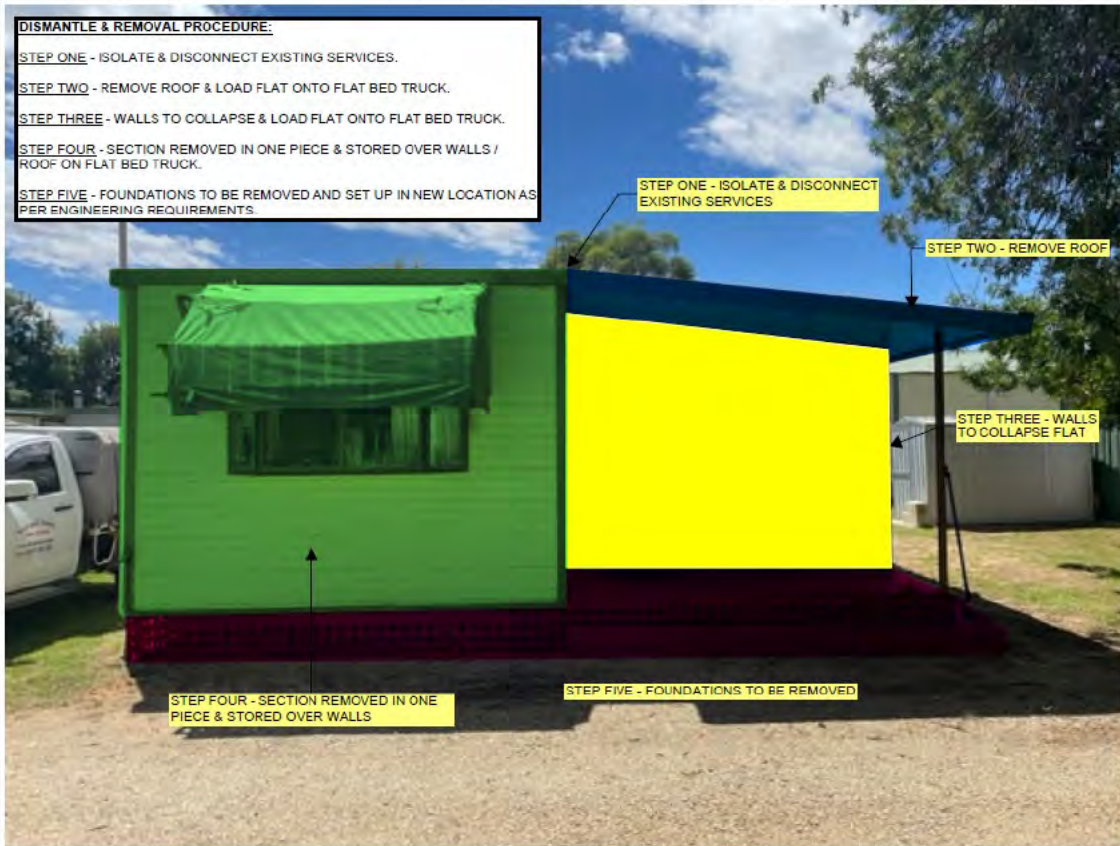 DISMANTLE & REMOVAL PROCEDURE:
STEP ONE - ISOLATE & DISCONNECT EXISTING SERVICES.
STEP TWO - REMOVE ROOF & LOAD FLAT ONTO FLAT BED TRUCK.
STEP THREE - WALLS TO COLLAPSE & LOAD FLAT ONTO FLAT BED TRUCK.
STEP FOUR - SECTION REMOVED IN ONE PIECE & STORED OVER WALLS /
ROOF ON FLAT BED TRUCK.
STEP FIVE - FOUNDATIONS TO BE REMOVED AND SET UP IN NEW LOCATION AS
PER ENGINEERING REQUIREMENTS.
STEP ONE - ISOLATE & DISCONNECT
EXISTING SERVICES
STEP TWO - REMOVE ROOF
STEP THREE - WALLS
TO COLLAPSE FLAT
STEP FOUR - SECTION REMOVED IN ONE
PIECE & STORED OVER WALLS
STEP FIVE - FOUNDATIONS TO BE REMOVED